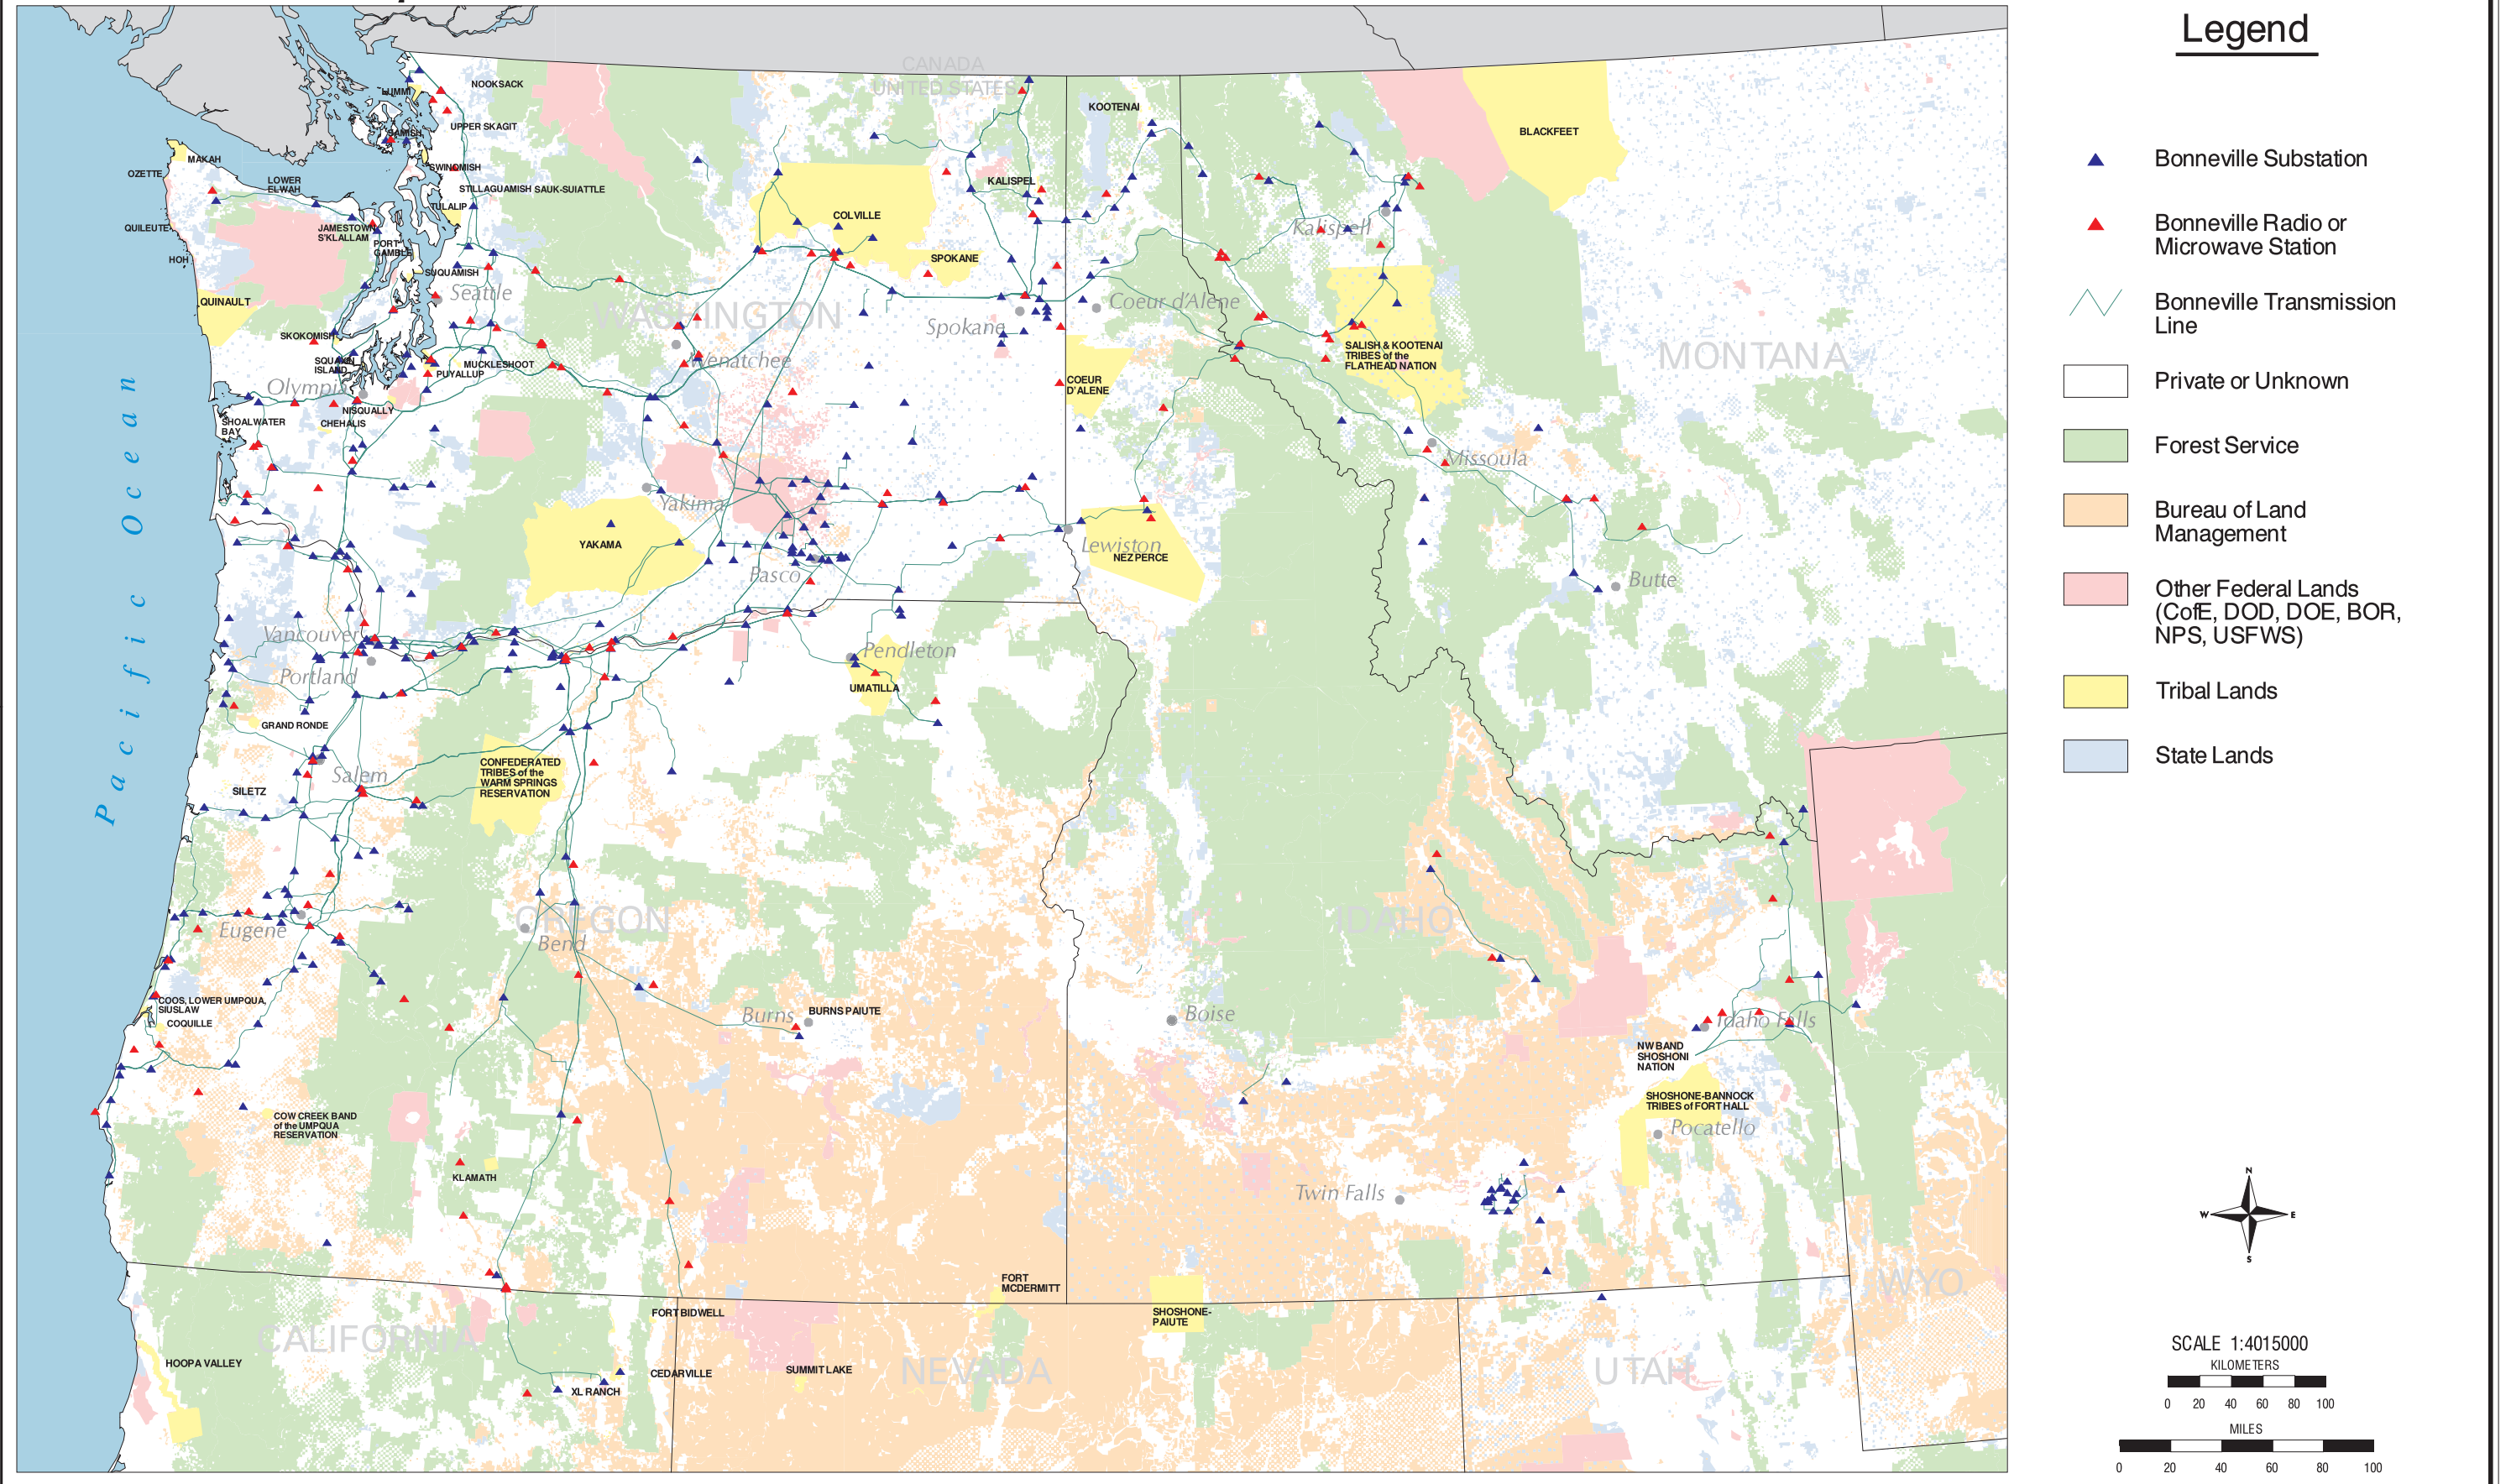 CANADA
UNITED STATES
NOOKSACK
LUMMI
UPPER SKAGIT
SAMISH
MAKAH
SWINOMISH
OZETTE
LOWER
ELWAH
STILLAGUAMISH SAUK-SUIATTLE
TULALIP
QUILEUTE
JAMESTOWN
S'KLALLAM
PORT
GAMBLE
HOH
SUQUAMISH
Seattle
QUINAULT
SKOKOMISH
SQUAXIN
ISLAND
MUCKLESHOOT
PUYALLUP
Olympia
NISQUALLY
SHOALWATER
BAY
CHEHALIS
WASHINGTON
Wenatchee
Yakima
YAKAMA
Pasco
COLVILLE
SPOKANE
Spokane
KALISPEL
KOOTENAI
Coeur d'Alene
COEUR
D'ALENE
Lewiston
NEZ PERCE
Kalispell
BLACKFEET
SALISH & KOOTENAI
TRIBES of the
FLATHEAD NATION
MONTANA
Missoula
Butte
Pacific Ocean
Vancouver
Portland
Pendleton
UMATILLA
GRAND RONDE
CONFEDERATED
TRIBES of the
WARM SPRINGS
RESERVATION
Salem
SILETZ
OREGON
Eugene
Bend
IDAHO
COOS, LOWER UMPQUA,
SIUSLAW
COQUILLE
Burns
BURNS PAIUTE
Boise
Idaho Falls
NW BAND
SHOSHONI
NATION
SHOSHONE-BANNOCK
TRIBES of FORT HALL
Pocatello
COW CREEK BAND
of the UMPQUA
RESERVATION
KLAMATH
Twin Falls
FORT
MCDERMITT
WYO.
FORT BIDWELL
SHOSHONE-
PAIUTE
CALIFORNIA
HOOPA VALLEY
CEDARVILLE
SUMMIT LAKE
NEVADA
UTAH
XL RANCH
Legend
Bonneville Substation
Bonneville Radio or
Microwave Station
Bonneville Transmission
Line
Private or Unknown
Forest Service
Bureau of Land
Management
Other Federal Lands
(CofE, DOD, DOE, BOR,
NPS, USFWS)
Tribal Lands
State Lands
N
W E
S
SCALE 1:4015000
KILOMETERS
0 20 40 60 80 100
MILES
0 20 40 60 80 100